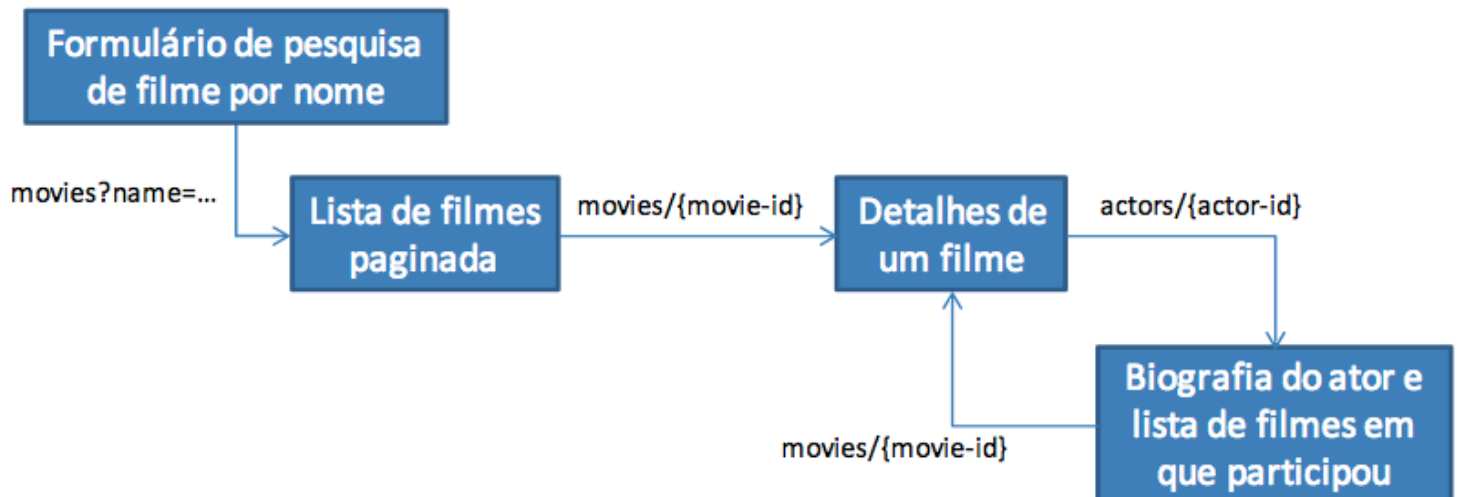 Formulário de pesquisa
de filme por nome
movies?name=...
Lista de filmes
paginada
movies/{movie-id}
Detalhes de
um filme
actors/{actor-id}
Biografia do ator e
lista de filmes em
que participou
movies/{movie-id}